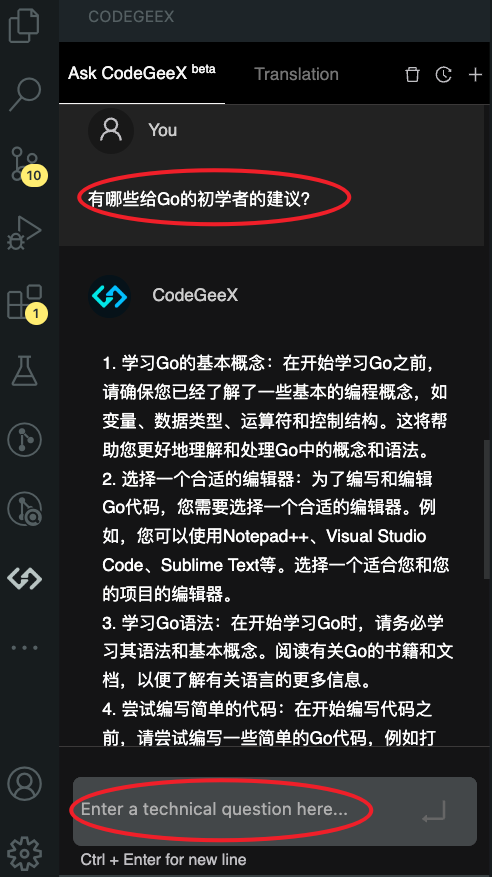 CODEGEEX
Ask CodeGeeX beta
Translation
You
10
有哪些给Go的初学者的建议?
CodeGeeX
1
1. 学习Go的基本概念：在开始学习Go之前，
请确保您已经了解了一些基本的编程概念，如
变量、数据类型、运算符和控制结构。这将帮
助您更好地理解和处理Go中的概念和语法。
2. 选择一个合适的编辑器：为了编写和编辑
Go代码，您需要选择一个合适的编辑器。例
如，您可以使用Notepad++、Visual Studio
Code、Sublime Text等。选择一个适合您和您
的项目的编辑器。
3. 学习Go语法：在开始学习Go时，请务必学
习其语法和基本概念。阅读有关Go的书籍和文
档，以便了解有关语言的更多信息。
4. 尝试编写简单的代码：在开始编写代码之
前，请尝试编写一些简单的Go代码，例如打
Enter a technical question here...
Ctrl + Enter for new line